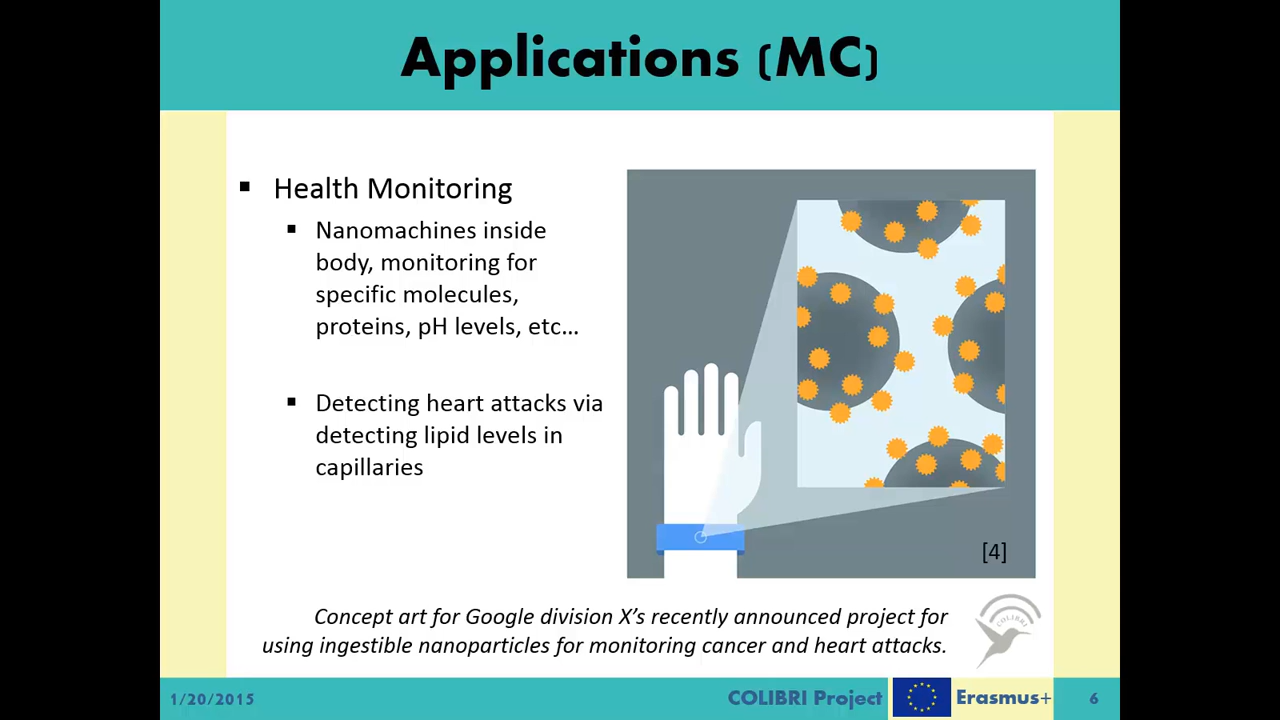 Applications (MC)
▪ Health Monitoring
▪ Nanomachines inside
body, monitoring for
specific molecules,
proteins, pH levels, etc…
▪ Detecting heart attacks via
detecting lipid levels in
capillaries
[4]
Concept art for Google division X’s recently announced project for
using ingestible nanoparticles for monitoring cancer and heart attacks.
COLIBRI
1/20/2015
COLIBRI Project
Erasmus+
6